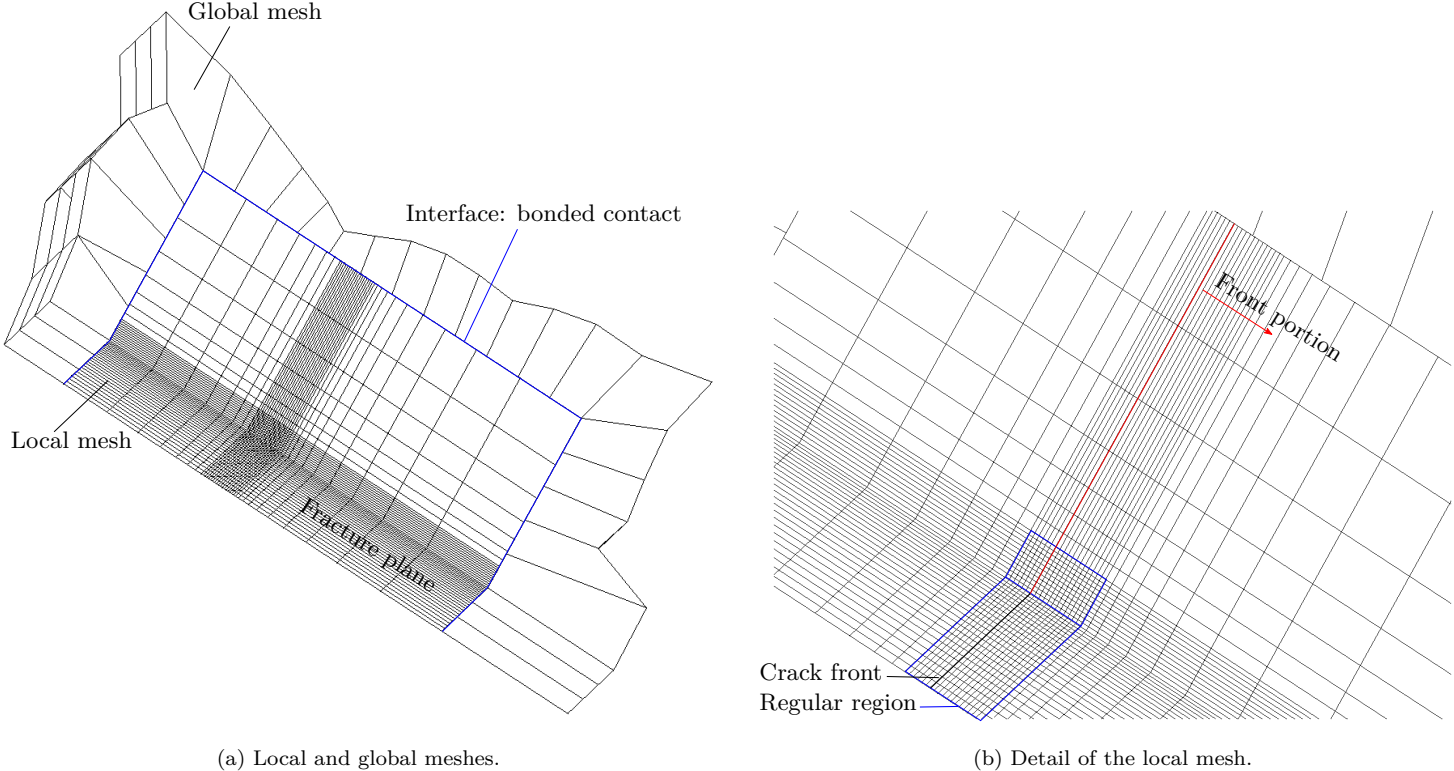 Global mesh
Interface: bonded contact
Local mesh
Fracture plane
(a) Local and global meshes.
Front portion
Crack front
Regular region
(b) Detail of the local mesh.